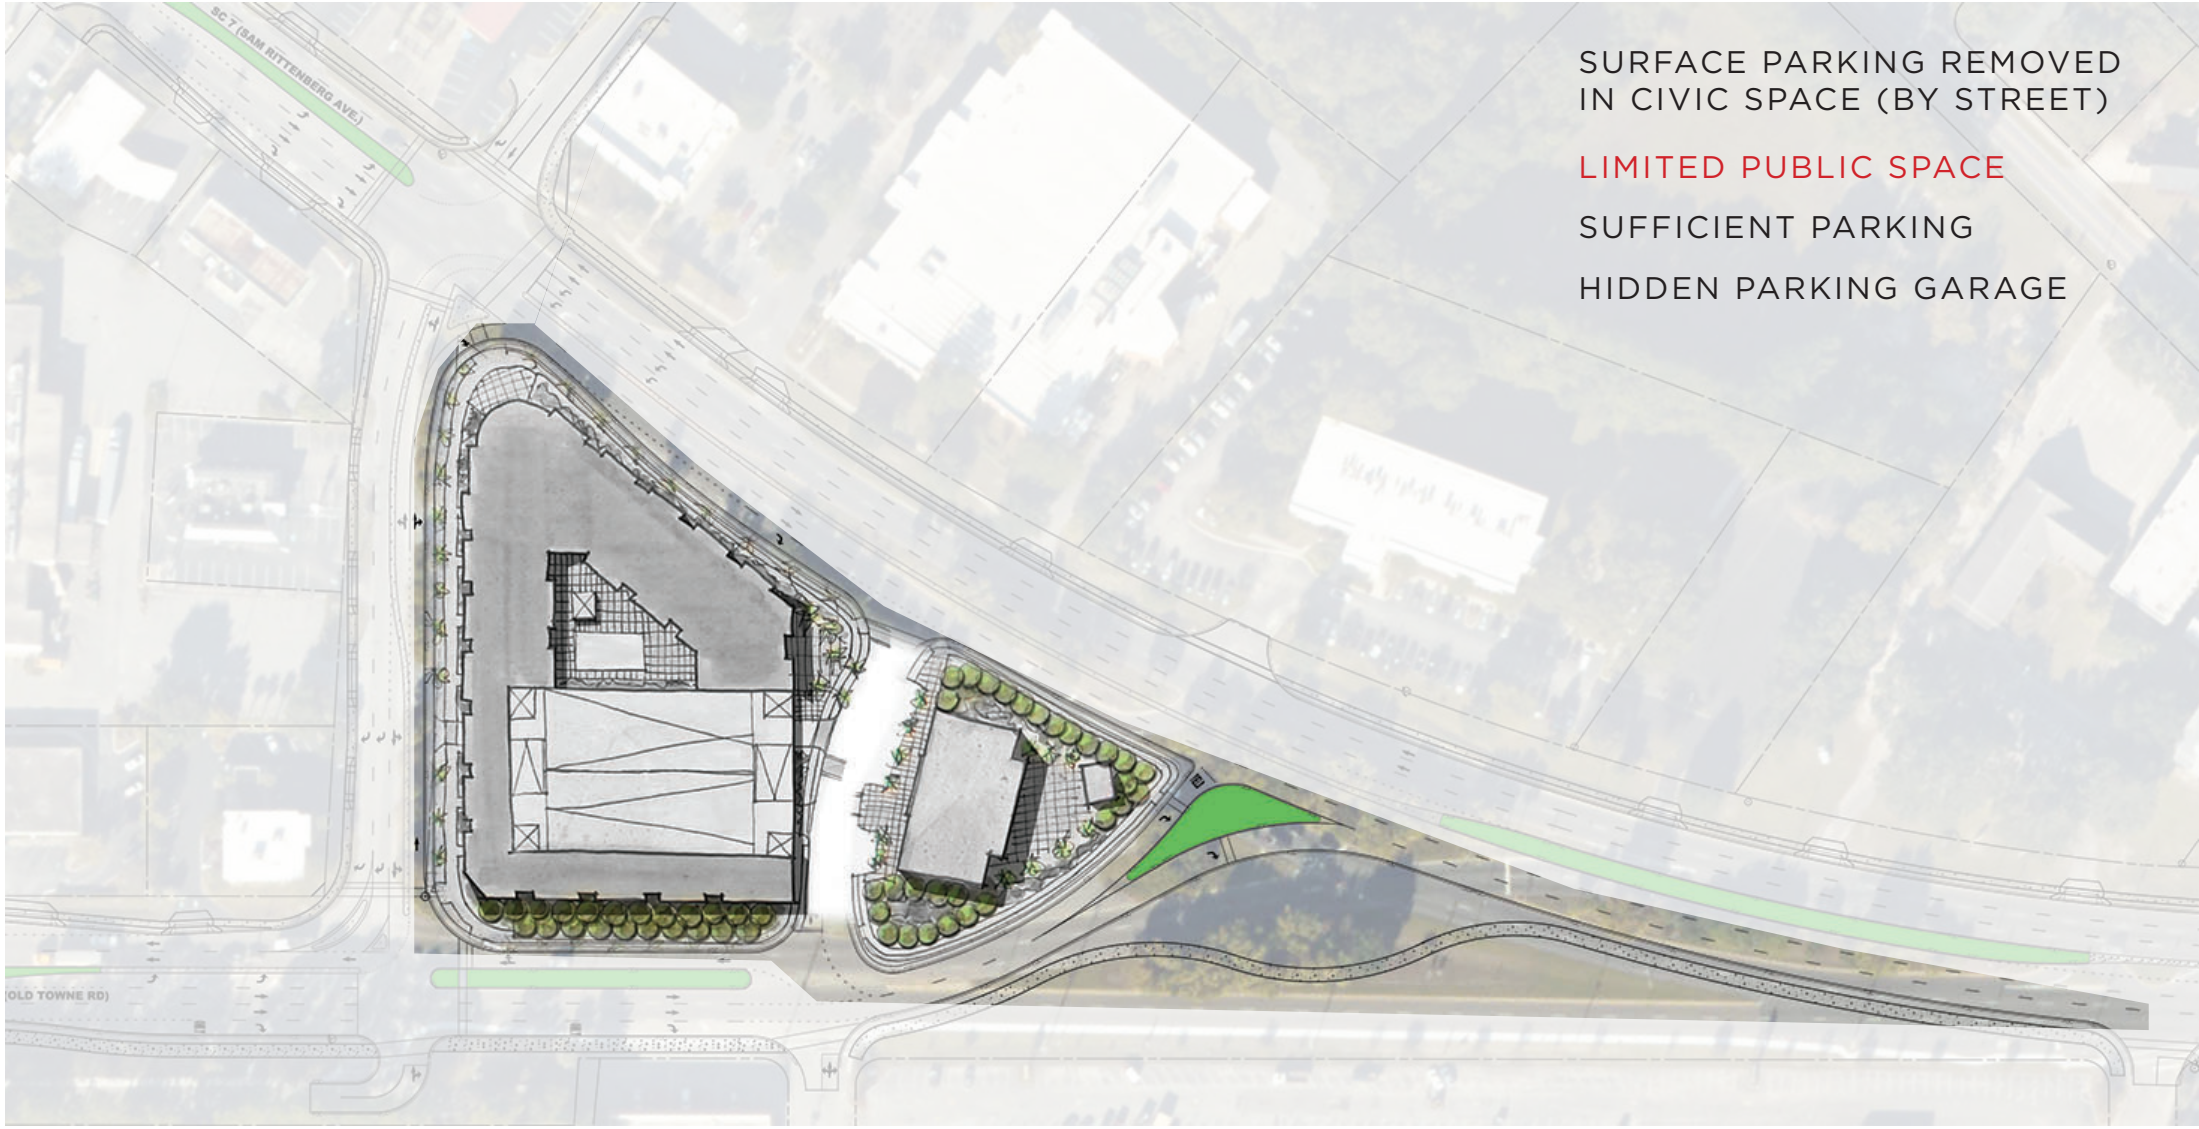 SC 7 (SAM RITTENBERG AVE.)
SURFACE PARKING REMOVED
IN CIVIC SPACE (BY STREET)
LIMITED PUBLIC SPACE
SUFFICIENT PARKING
HIDDEN PARKING GARAGE
(OLD TOWNE RD)